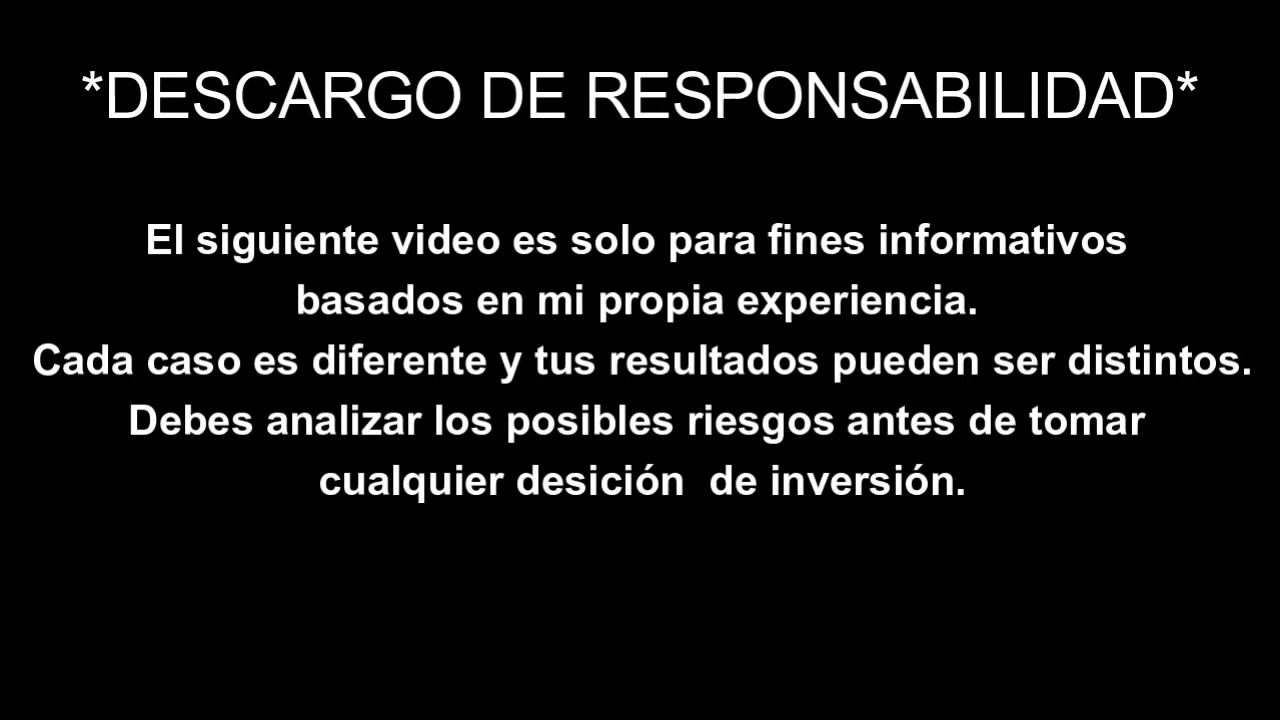 *DESCARGO DE RESPONSABILIDAD*
El siguiente video es solo para fines informativos
basados en mi propia experiencia.
Cada caso es diferente y tus resultados pueden ser distintos.
Debes analizar los posibles riesgos antes de tomar
cualquier desición  de inversión.